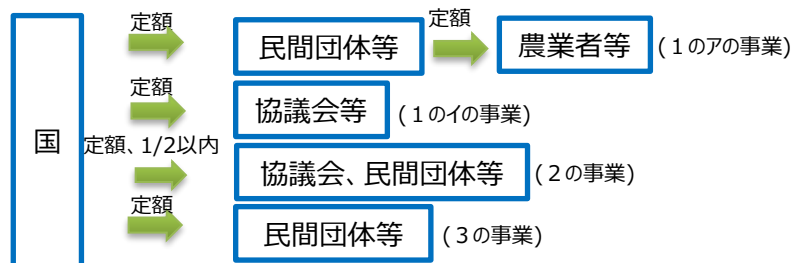 定額
定額
民間団体等
農業者等
(１のアの事業)
定額
協議会等
(１のイの事業)
国
定額、1/2以内
協議会、民間団体等
(２の事業)
定額
民間団体等
(３の事業)